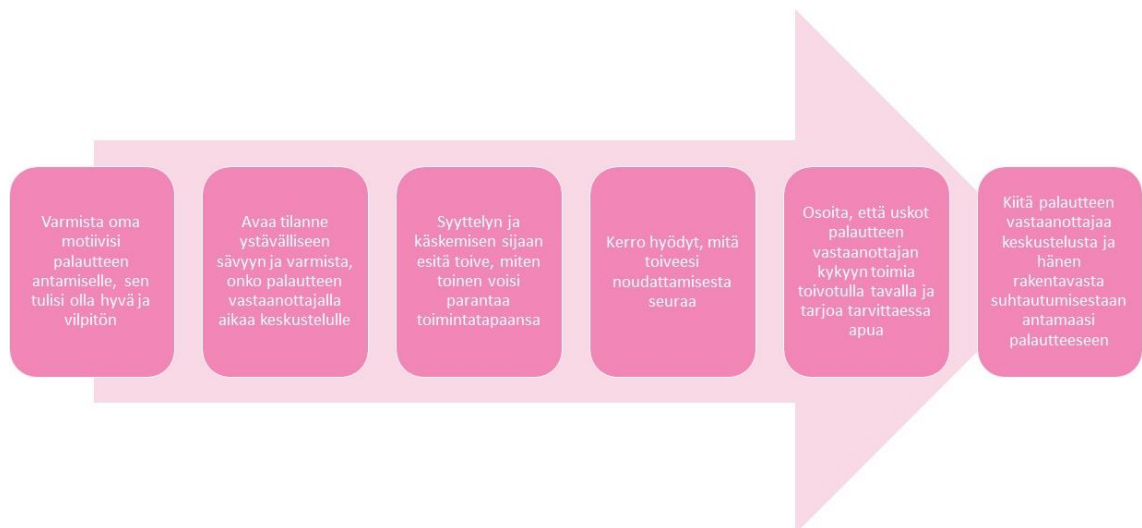 Varmista oma
motiivisi
palautteen
antamiselle, sen
tulisi olla hyvä ja
vilpitön
Avaa tilanne
ystävälliseen
sävyyn ja varmista,
onko palautteen
vastaanottajalla
aikaa keskustelulle
Syyttelyn ja
käskemisen sijaan
esitä toive, miten
toinen voisi
parantaa
toimintatapaansa
Kerro hyödyt, mitä
toiveesi
noudattamisesta
seuraa
Osoita, että uskot
palautteen
vastaanottajan
kykyyn toimia
toivotulla tavalla ja
tarjoa tarvittaessa
apua
Kiitä palautteen
vastaanottajaa
keskustelusta ja
hänen
rakentavasta
suhtautumisestaan
antamaasi
palautteeseen